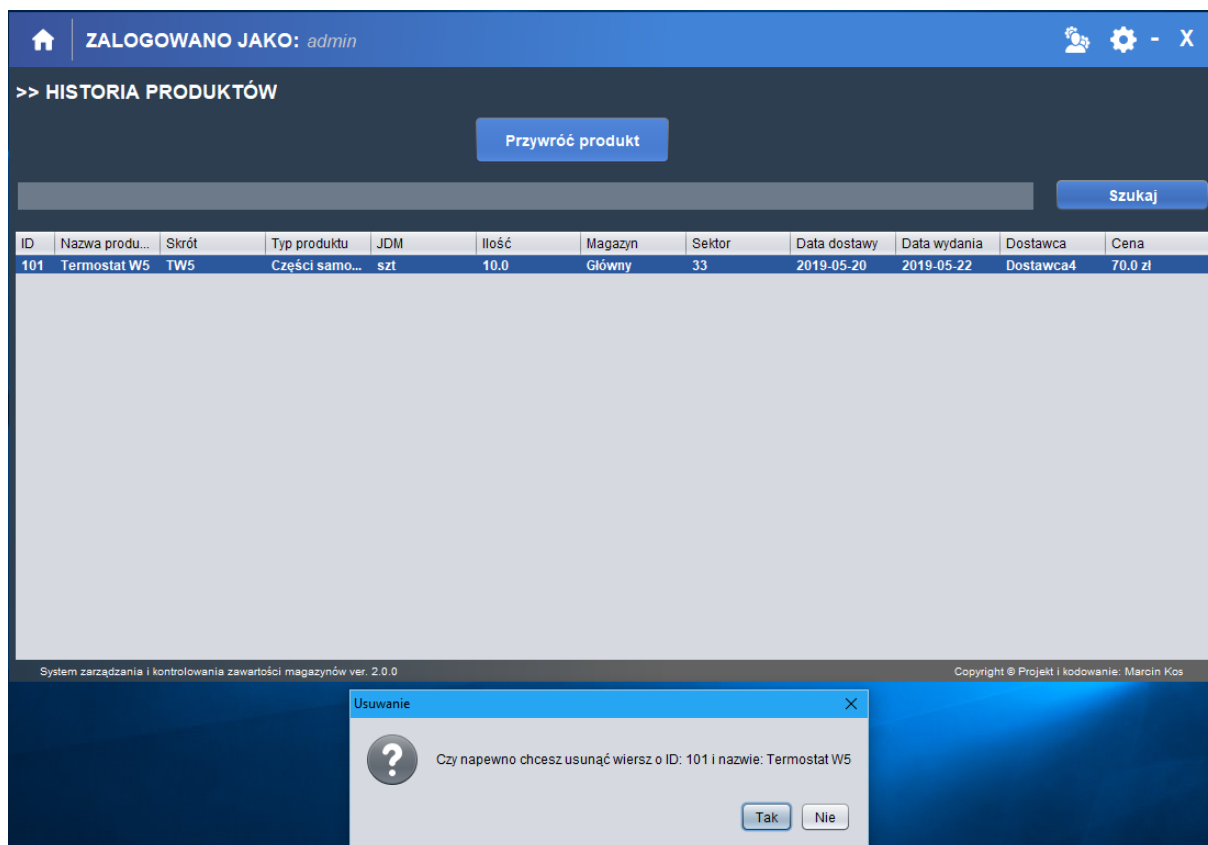 ZALOGOWANO JAKO: admin - X
>> HISTORIA PRODUKTÓW
Przywróć produkt
Szukaj
ID Nazwa produ... Skrót Typ produktu JDM Ilość Magazyn Sektor Data dostawy Data wydania Dostawca Cena
101 Termostat W5 TW5 Części samo... szt 10.0 Główny 33 2019-05-20 2019-05-22 Dostawca4 70.0 zł
System zarządzania i kontrolowania zawartości magazynów ver. 2.0.0 Copyright © Projekt i kodowanie: Marcin Kos
Usuwanie
Czy napewno chcesz usunąć wiersz o ID: 101 i nazwie: Termostat W5
Tak Nie